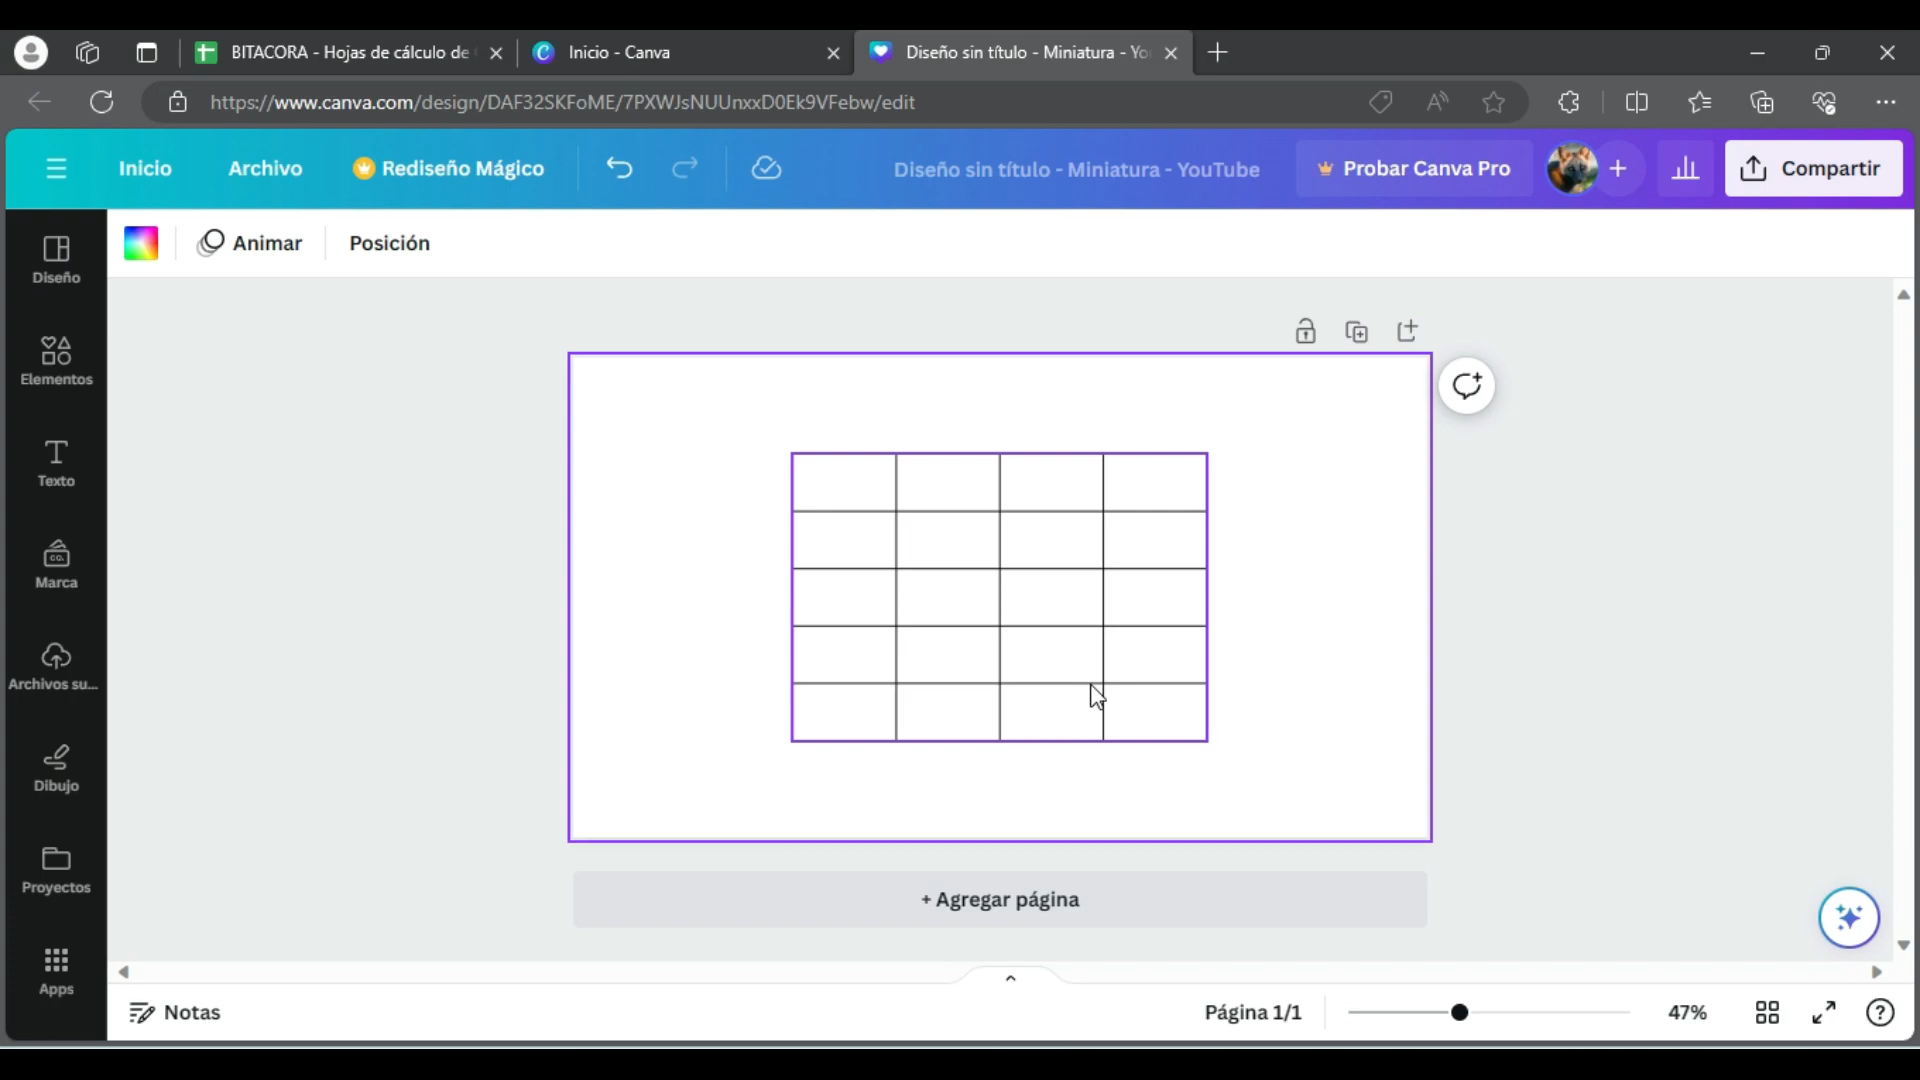 BITACORA - Hojas de cálculo de
Inicio - Canva
Diseño sin título - Miniatura - Yo
https://www.canva.com/design/DAF32SKFoME/7PXWJsNUUnxxD0Ek9VFebw/edit
Inicio
Archivo
Rediseño Mágico
Diseño sin título - Miniatura - YouTube
Probar Canva Pro
Compartir
Animar
Posición
Diseño
Elementos
Texto
CO.
Marca
Archivos su...
Dibujo
Proyectos
Apps
+ Agregar página
Notas
Página 1/1
47%